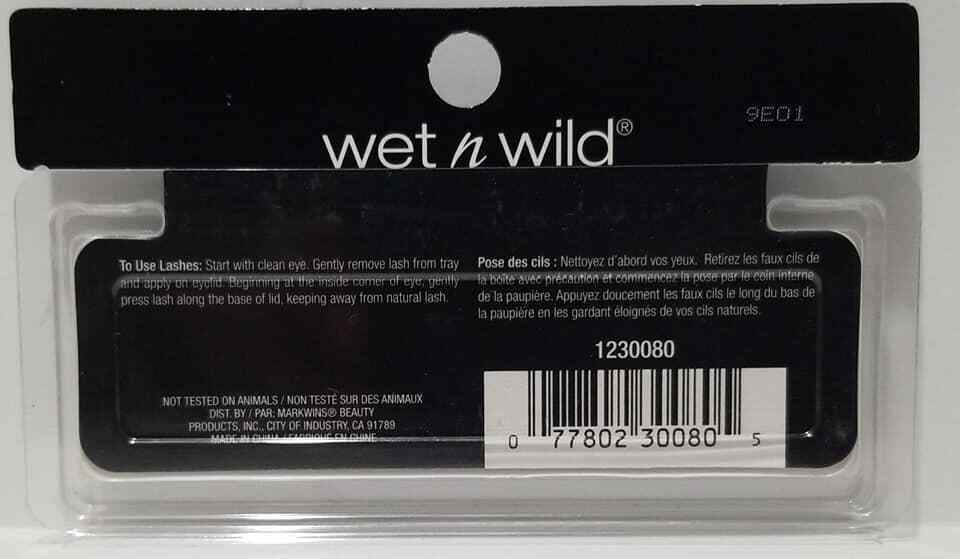 9E01
wet n wild®
To Use Lashes: Start with clean eye. Gently remove lash from tray
and apply on eyelid. Beginning at the inside corner of eye, gently
press lash along the base of lid, keeping away from natural lash.
Pose des cils : Nettoyez d'abord vos yeux. Retirez les faux cils de
la boîte avec précaution et commencez la pose par le coin interne
de la paupière. Appuyez doucement les faux cils le long du bas de
la paupière en les gardant éloignés de vos cils naturels.
1230080
NOT TESTED ON ANIMALS / NON TESTÉ SUR DES ANIMAUX
DIST. BY / PAR: MARKWINS® BEAUTY
PRODUCTS, INC., CITY OF INDUSTRY, CA 91789
MADE IN CHINA / FABRIQUÉ EN CHINE
0 77802 30080 5